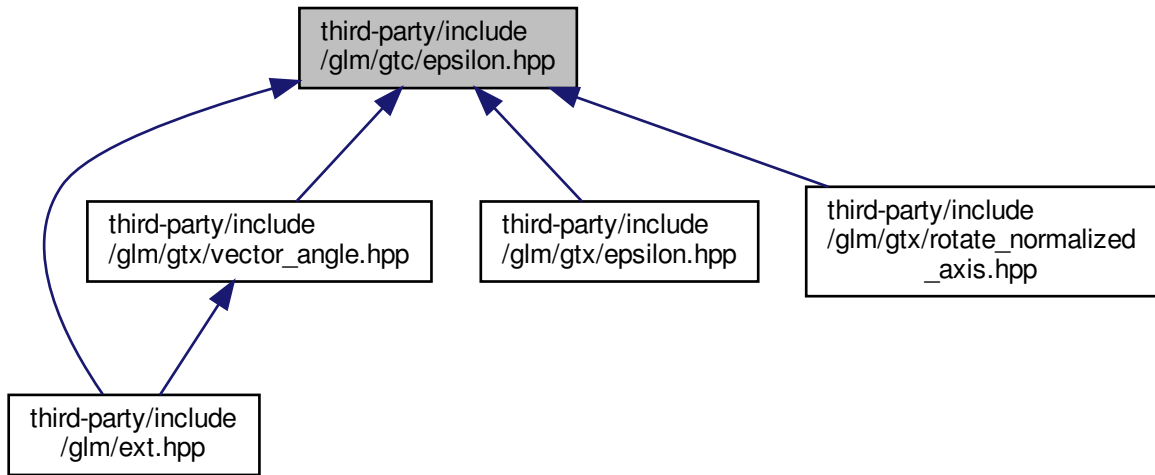 third-party/include
/glm/gtc/epsilon.hpp
third-party/include
/glm/gtx/vector_angle.hpp
third-party/include
/glm/gtx/epsilon.hpp
third-party/include
/glm/gtx/rotate_normalized
_axis.hpp
third-party/include
/glm/ext.hpp